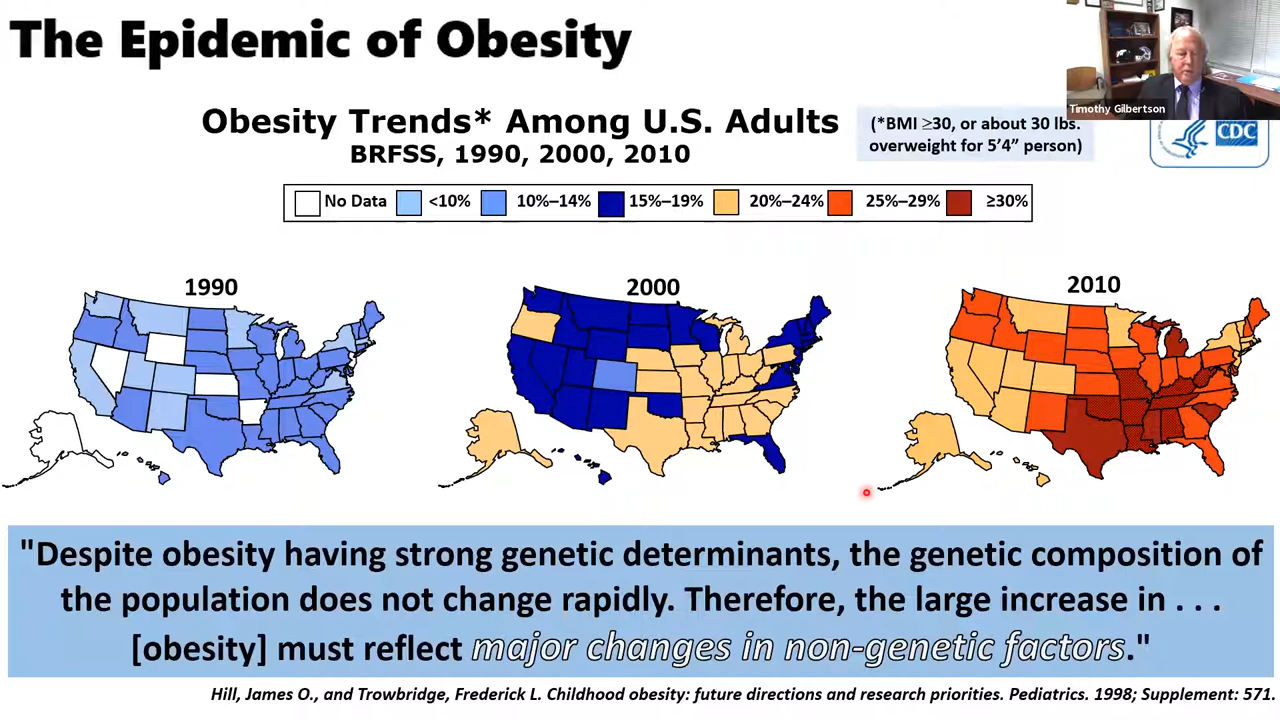 The Epidemic of Obesity
Timothy Gilbertson
Obesity Trends* Among U.S. Adults
BRFSS, 1990, 2000, 2010
(*BMI ≥30, or about 30 lbs.
overweight for 5’4” person)
CDC
No Data <10% 10%–14% 15%–19% 20%–24% 25%–29% ≥30%
1990 2000 2010
"Despite obesity having strong genetic determinants, the genetic composition of
the population does not change rapidly. Therefore, the large increase in . . .
[obesity] must reflect major changes in non-genetic factors."
Hill, James O., and Trowbridge, Frederick L. Childhood obesity: future directions and research priorities. Pediatrics. 1998; Supplement: 571.